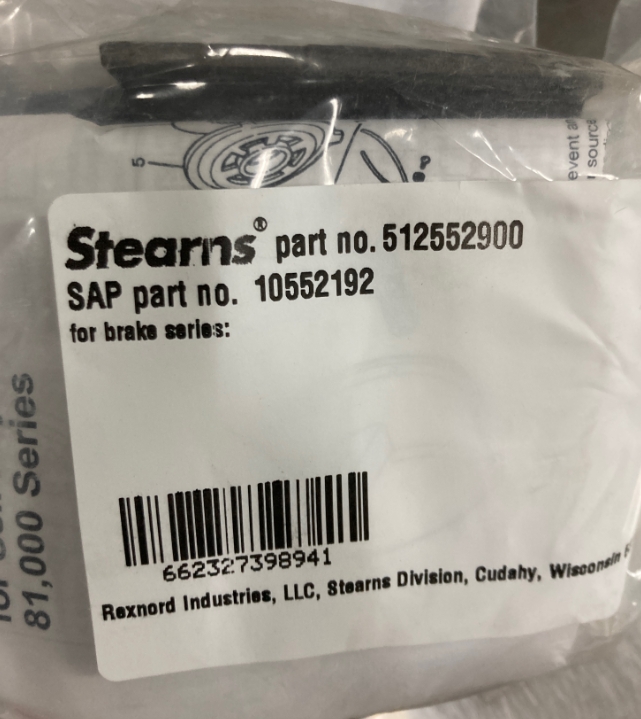 5
event a
source
Stearns® part no. 512552900
SAP part no. 10552192
for brake series:
81,000 Series
662327398941
Rexnord Industries, LLC, Stearns Division, Cudahy, Wisconsin